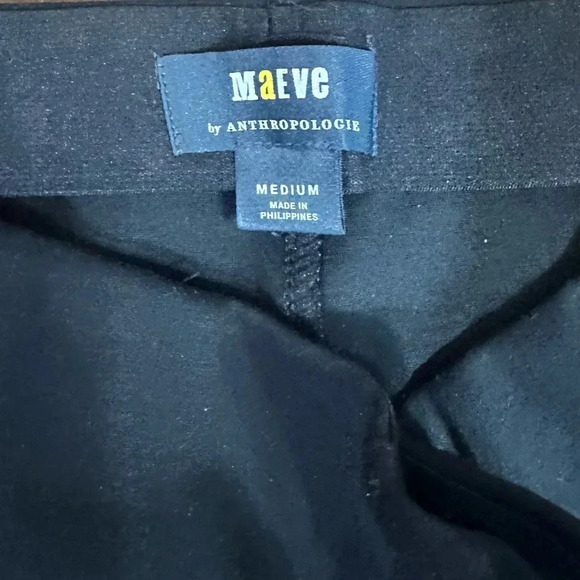 MaEVe
by ANTHROPOLOGIE
MEDIUM
MADE IN
PHILIPPINES